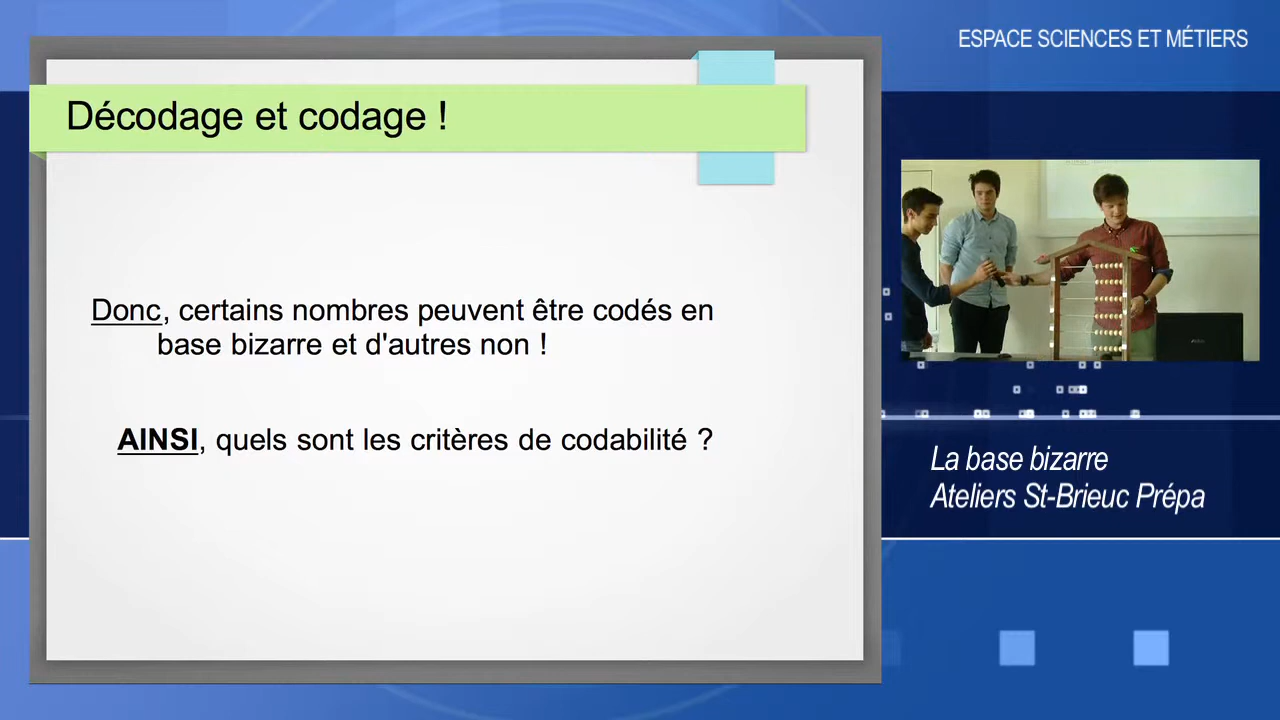 ESPACE SCIENCES ET MÉTIERS
Décodage et codage !
Donc, certains nombres peuvent être codés en
base bizarre et d'autres non !
AINSI, quels sont les critères de codabilité ?
La base bizarre
Ateliers St-Brieuc Prépa